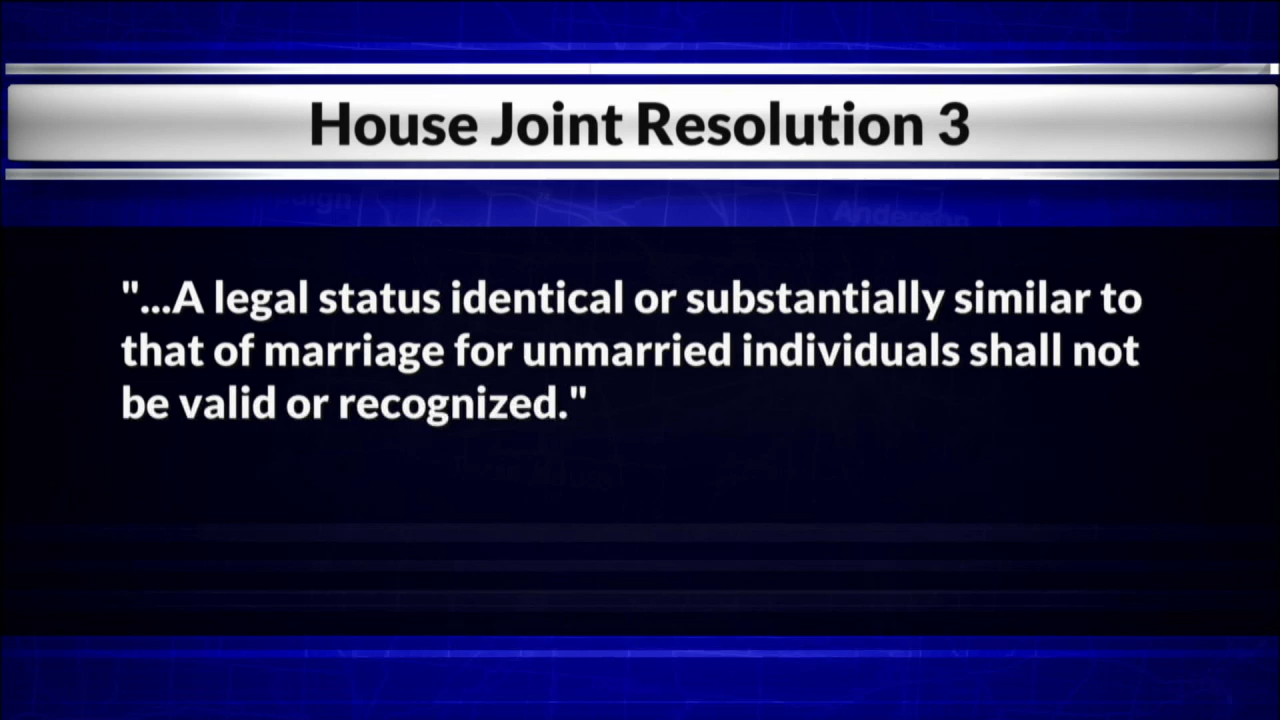 House Joint Resolution 3
Anderson
"...A legal status identical or substantially similar to
that of marriage for unmarried individuals shall not
be valid or recognized."